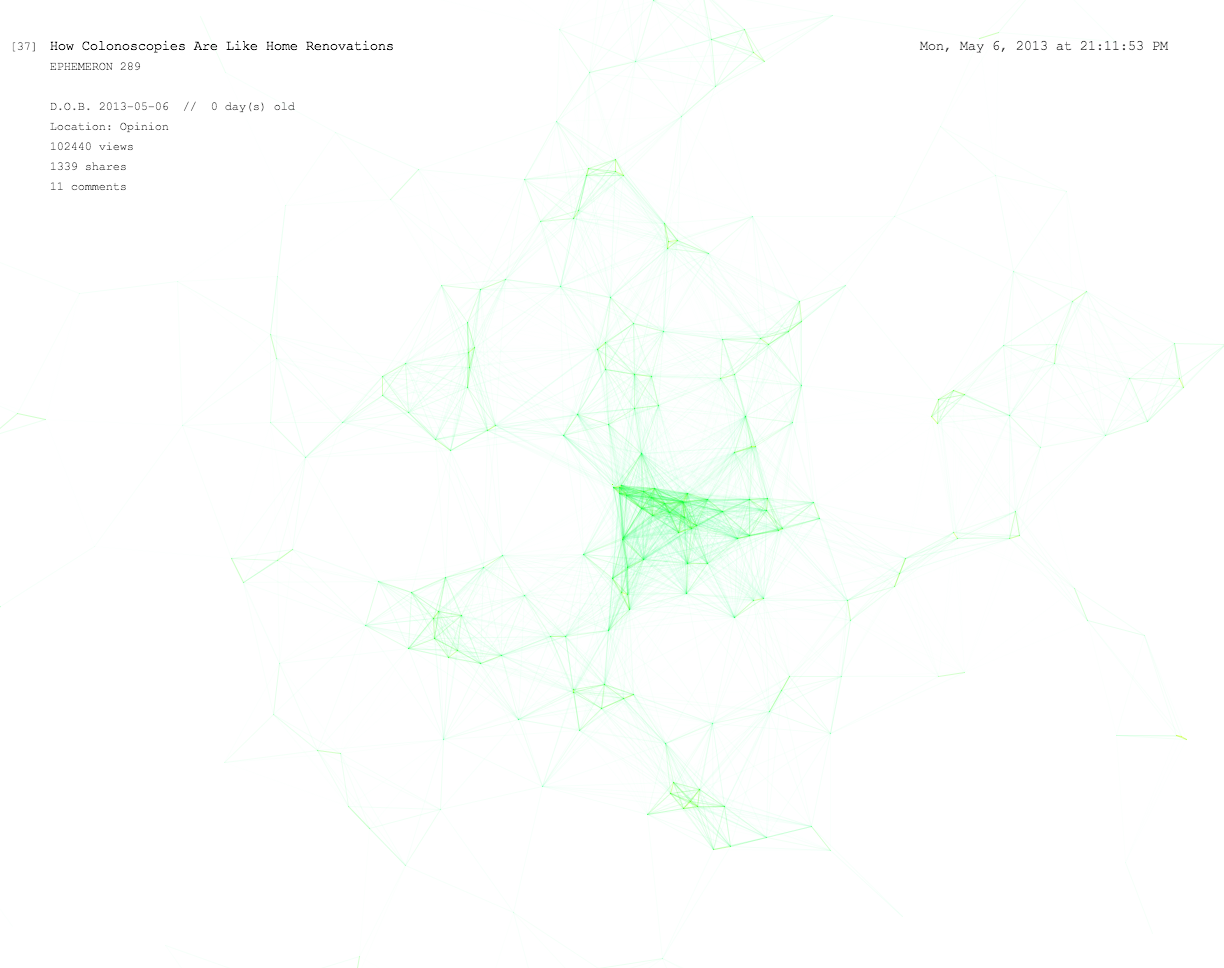 [37] How Colonoscopies Are Like Home Renovations
Mon, May 6, 2013 at 21:11:53 PM
EPHEMERON 289
D.O.B. 2013-05-06 // 0 day(s) old
Location: Opinion
102440 views
1339 shares
11 comments